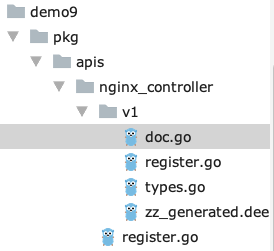 demo9
pkg
apis
nginx_controller
v1
doc.go
register.go
types.go
zz_generated.dee
register.go